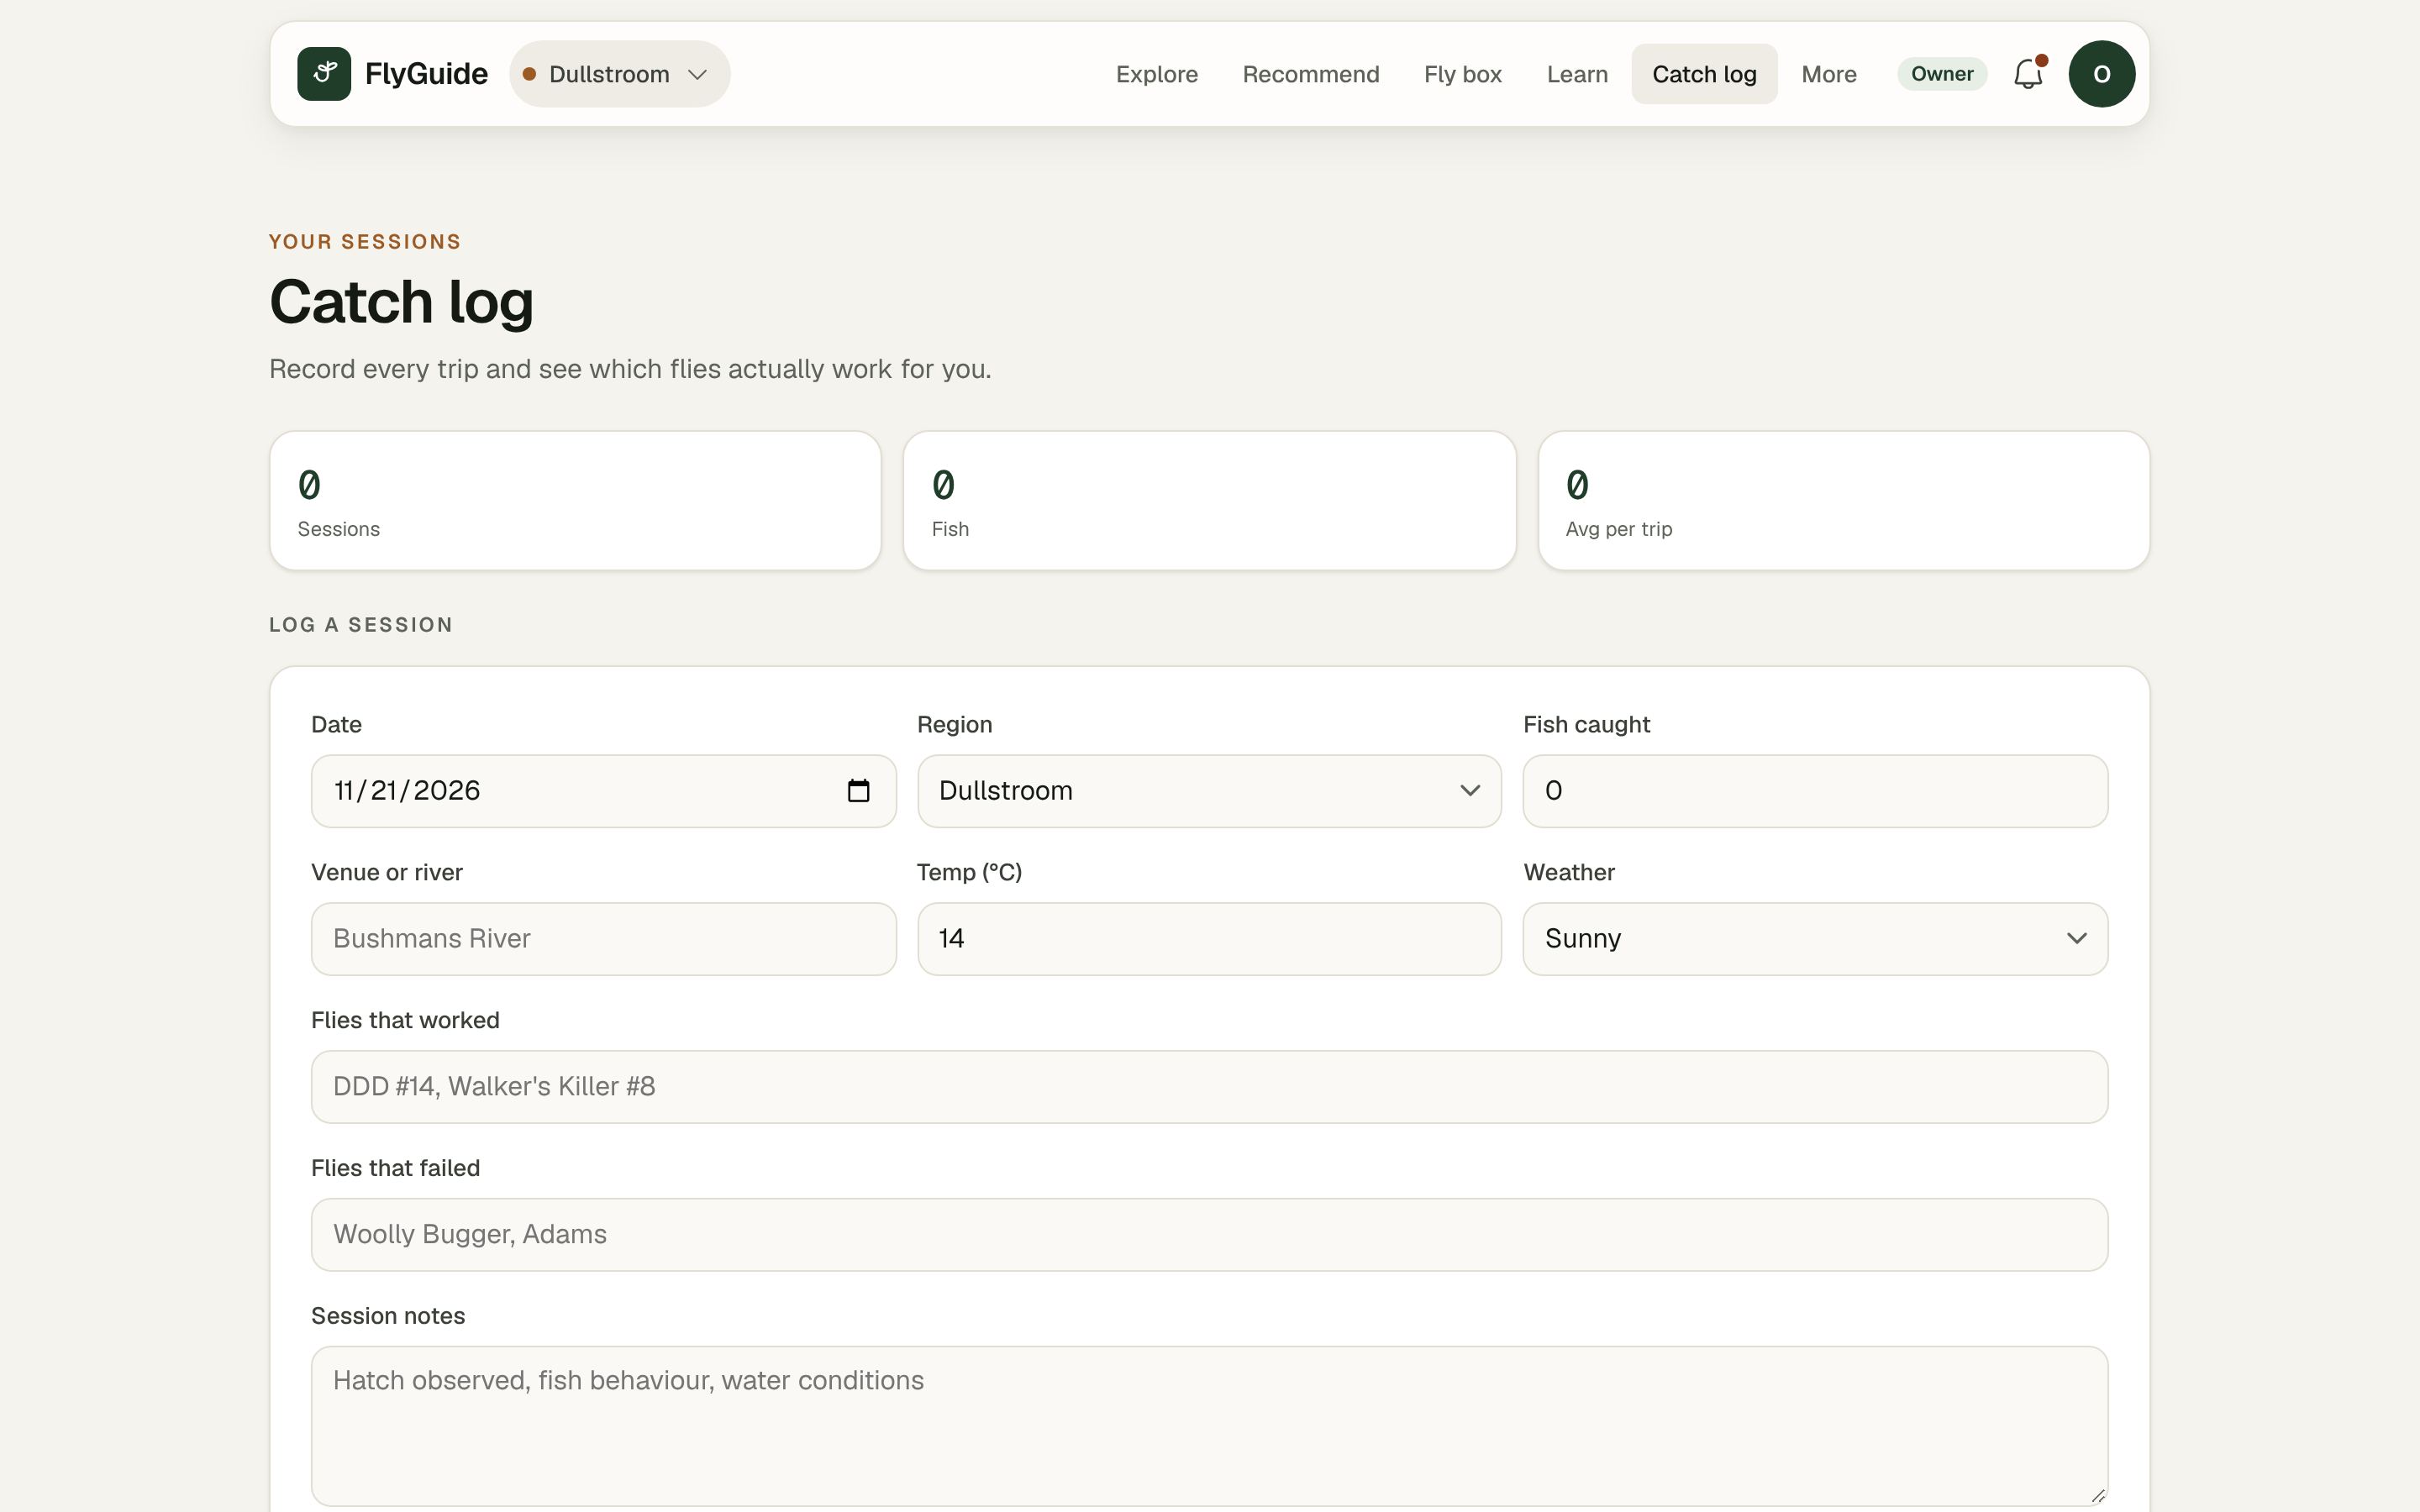 FlyGuide
Dullstroom
Explore
Recommend
Fly box
Learn
Catch log
More
Owner
O
YOUR SESSIONS
Catch log
Record every trip and see which flies actually work for you.
0
Sessions
0
Fish
0
Avg per trip
LOG A SESSION
Date
Region
Fish caught
11/21/2026
Dullstroom
0
Venue or river
Temp (°C)
Weather
Bushmans River
14
Sunny
Flies that worked
DDD #14, Walker's Killer #8
Flies that failed
Woolly Bugger, Adams
Session notes
Hatch observed, fish behaviour, water conditions